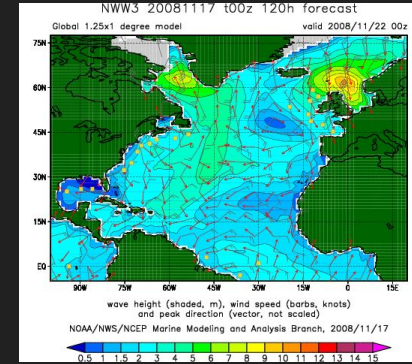 NWW3 20081117 t00z 120h forecast
Global 1.25x1 degree model valid 2008/11/22 00z
75N
60N
45N
30N
15N
EQ
90W 75W 60W 45W 30W 15W 0 15E
wave height (shaded, m), wind speed (barbs, knots)
and peak direction (vector, not scaled)
NOAA/NWS/NCEP Marine Modeling and Analysis Branch, 2008/11/17
0.5 1 1.5 2 3 4 5 6 7 8 9 10 11 12 13 14 15